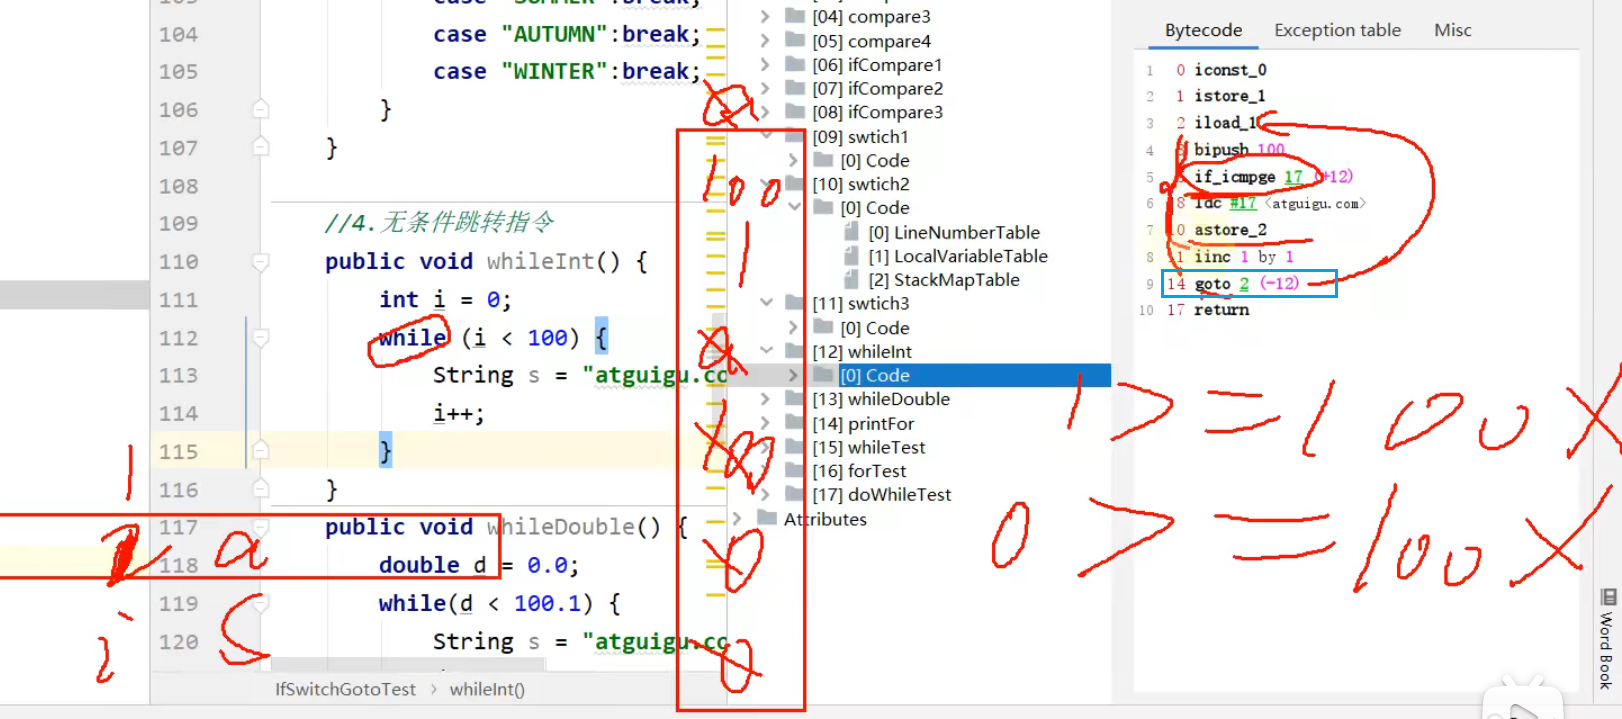 103
case "SUMMER":break;
104
case "AUTUMN":break;
105
case "WINTER":break;
106
}
107
}
108
109
//4.无条件跳转指令
110
public void whileInt() {
111
int i = 0;
112
while (i < 100) {
113
String s = "atguigu.co
114
i++;
115
}
116
}
117
public void whileDouble() {
118
double d = 0.0;
119
while(d < 100.1) {
120
String s = "atguigu.co
IfSwitchGotoTest > whileInt()
[04] compare3
[05] compare4
[06] ifCompare1
[07] ifCompare2
[08] ifCompare3
[09] swtich1
[0] Code
[10] swtich2
[0] Code
[0] LineNumberTable
[1] LocalVariableTable
[2] StackMapTable
[11] swtich3
[0] Code
[12] whileInt
[0] Code
[13] whileDouble
[14] printFor
[15] whileTest
[16] forTest
[17] doWhileTest
Attributes
Bytecode Exception table Misc
1 0 iconst_0
2 1 istore_1
3 2 iload_1
4 bipush 100
5 if_icmpge 17 (+12)
6 8 ldc #17 <atguigu.com>
7 10 astore_2
8 11 iinc 1 by 1
9 14 goto 2 (-12)
10 17 return
100
1
1
a
i
s
2
0
1 >= 100 X
0 >= 100 X
Word Book